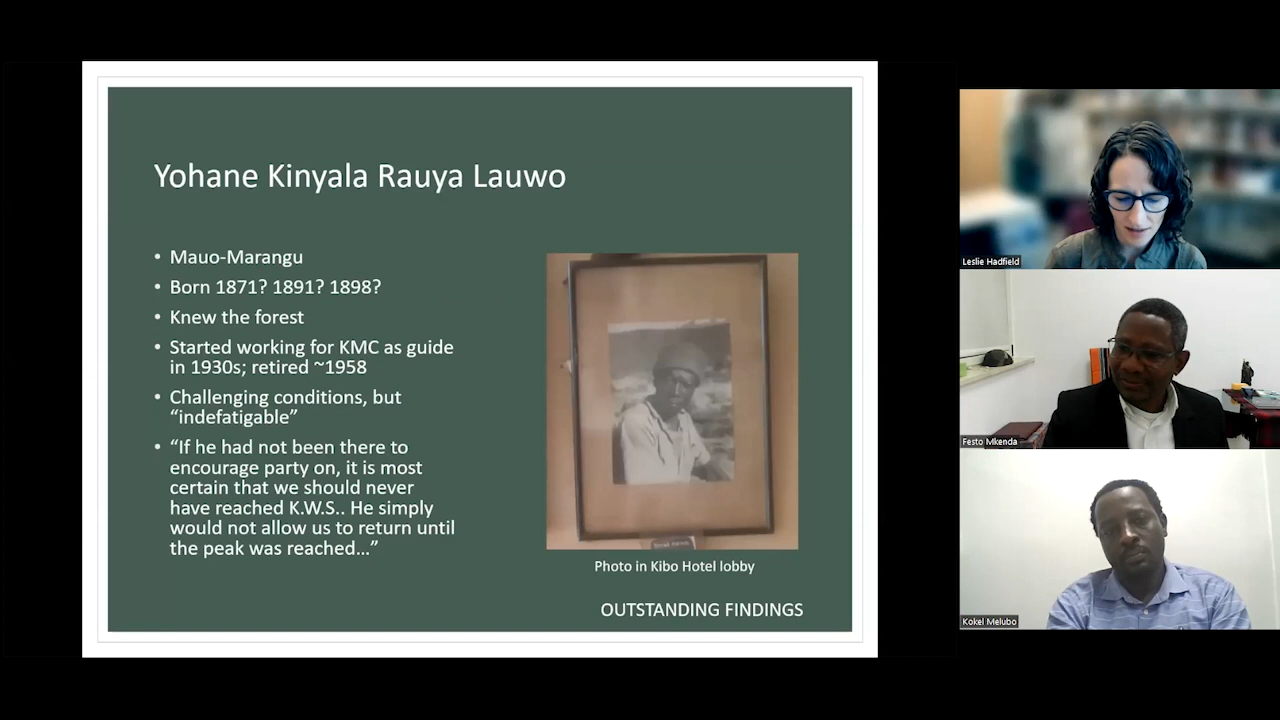 Yohane Kinyala Rauya Lauwo
• Mauo-Marangu
• Born 1871? 1891? 1898?
• Knew the forest
• Started working for KMC as guide
in 1930s; retired ~1958
• Challenging conditions, but
“indefatigable”
• “If he had not been there to
encourage party on, it is most
certain that we should never
have reached K.W.S.. He simply
would not allow us to return until
the peak was reached…”
Photo in Kibo Hotel lobby
OUTSTANDING FINDINGS
Leslie Hadfield
Festo Mkenda
Kokel Melubo